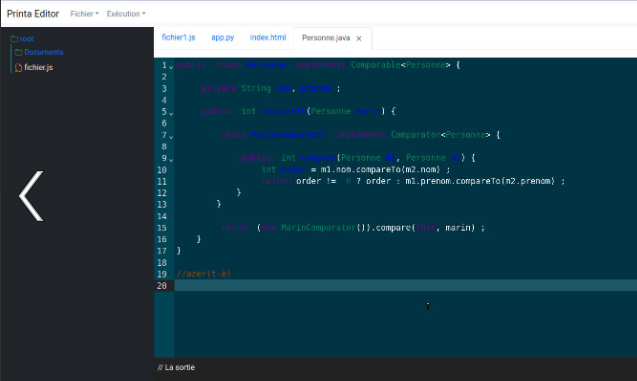 Printa Editor Fichier Exécution
root
Documents
fichier.js
fichier1.js app.py index.html Personne.java ×
1 public class Personne implements Comparable<Personne> {
2
3 private String nom, prenom ;
4
5 public int compareTo(Personne marin) {
6
7 class MarinComparator implements Comparator<Personne> {
8
9 public int compare(Personne m1, Personne m2) {
10 int order = m1.nom.compareTo(m2.nom) ;
11 return order != 0 ? order : m1.prenom.compareTo(m2.prenom) ;
12 }
13 }
14
15 return (new MarinComparator()).compare(this, marin) ;
16 }
17 }
18
19 //azer(t-è)
20
// La sortie